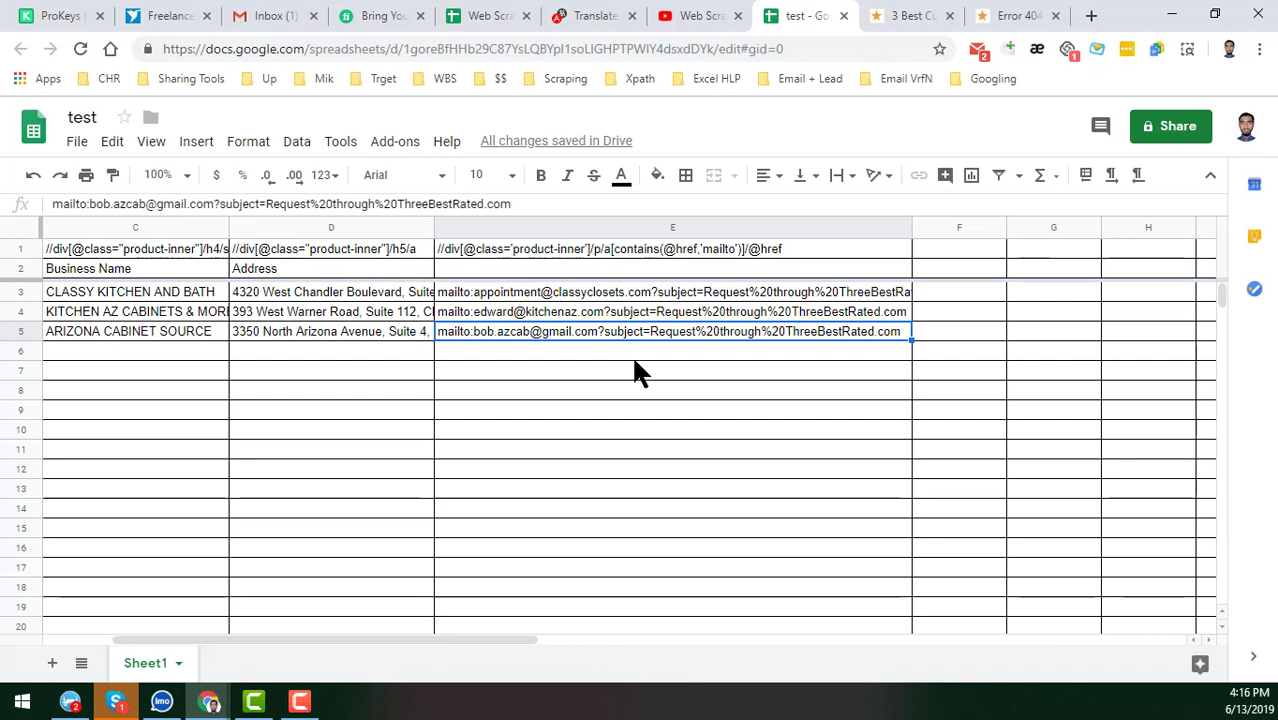 ProKeys
Freelance
Inbox (1)
Bring You
Web Scra
Translate
Web Scra
test - Go
3 Best Cu
Error 404
https://docs.google.com/spreadsheets/d/1goreBfHHb29C87YsLQBYpI1soLIGHPTPWIY4dsxdDYk/edit#gid=0
Apps CHR Sharing Tools Up Mik Trget WBS $$ Scraping Xpath Excel HLP Email + Lead Email VrfN Googling
test
Share
File Edit View Insert Format Data Tools Add-ons Help All changes saved in Drive
100% $ % .0 .00 123 Arial 10 B I S A
fx mailto:bob.azcab@gmail.com?subject=Request%20through%20ThreeBestRated.com
C D E F G H
1 //div[@class="product-inner"]/h4/s //div[@class="product-inner"]/h5/a //div[@class='product-inner']/p/a[contains(@href,'mailto')]/@href
2 Business Name Address
3 CLASSY KITCHEN AND BATH 4320 West Chandler Boulevard, Suite mailto:appointment@classyclosets.com?subject=Request%20through%20ThreeBestRa
4 KITCHEN AZ CABINETS & MORE 393 West Warner Road, Suite 112, C mailto:edward@kitchenaz.com?subject=Request%20through%20ThreeBestRated.com
5 ARIZONA CABINET SOURCE 3350 North Arizona Avenue, Suite 4, mailto:bob.azcab@gmail.com?subject=Request%20through%20ThreeBestRated.com
6
7
8
9
10
11
12
13
14
15
16
17
18
19
20
Sheet1
4:16 PM
6/13/2019